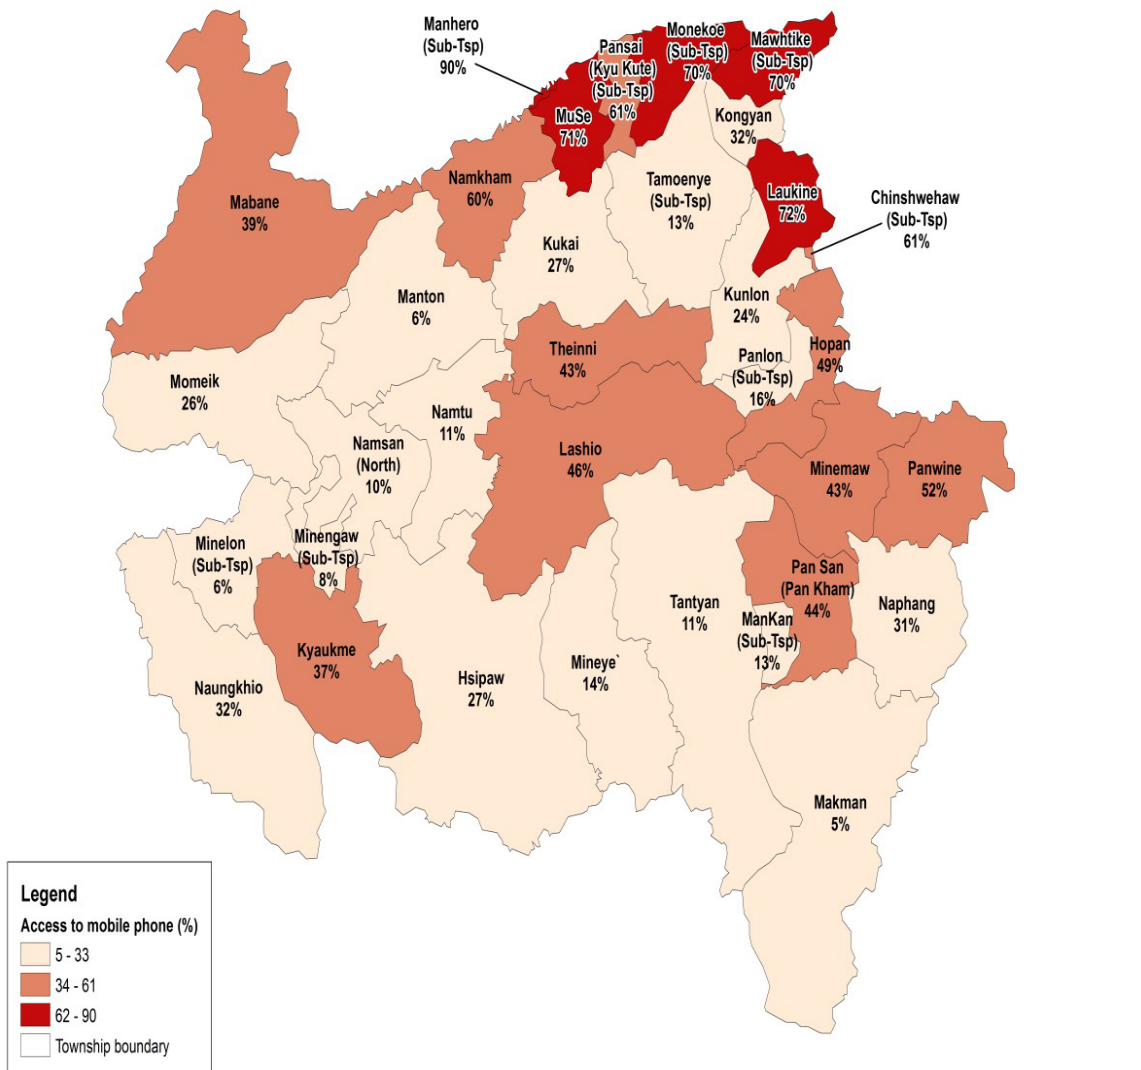 Manhero
(Sub-Tsp)
90%
Pansai
(Kyu Kute)
(Sub-Tsp)
61%
Monekoe
(Sub-Tsp)
70%
Mawhtike
(Sub-Tsp)
70%
MuSe
71%
Kongyan
32%
Namkham
60%
Tamoenye
(Sub-Tsp)
13%
Laukine
72%
Chinshwehaw
(Sub-Tsp)
61%
Mabane
39%
Kukai
27%
Manton
6%
Kunlon
24%
Theinni
43%
Hopan
49%
Panlon
(Sub-Tsp)
16%
Momeik
26%
Namtu
11%
Namsan
(North)
10%
Lashio
46%
Minemaw
43%
Panwine
52%
Minelon
(Sub-Tsp)
6%
Minengaw
(Sub-Tsp)
8%
Pan San
(Pan Kham)
44%
Tantyan
11%
ManKan
(Sub-Tsp)
13%
Naphang
31%
Kyaukme
37%
Naungkhio
32%
Hsipaw
27%
Mineye`
14%
Makman
5%
Legend
Access to mobile phone (%)
5 - 33
34 - 61
62 - 90
Township boundary